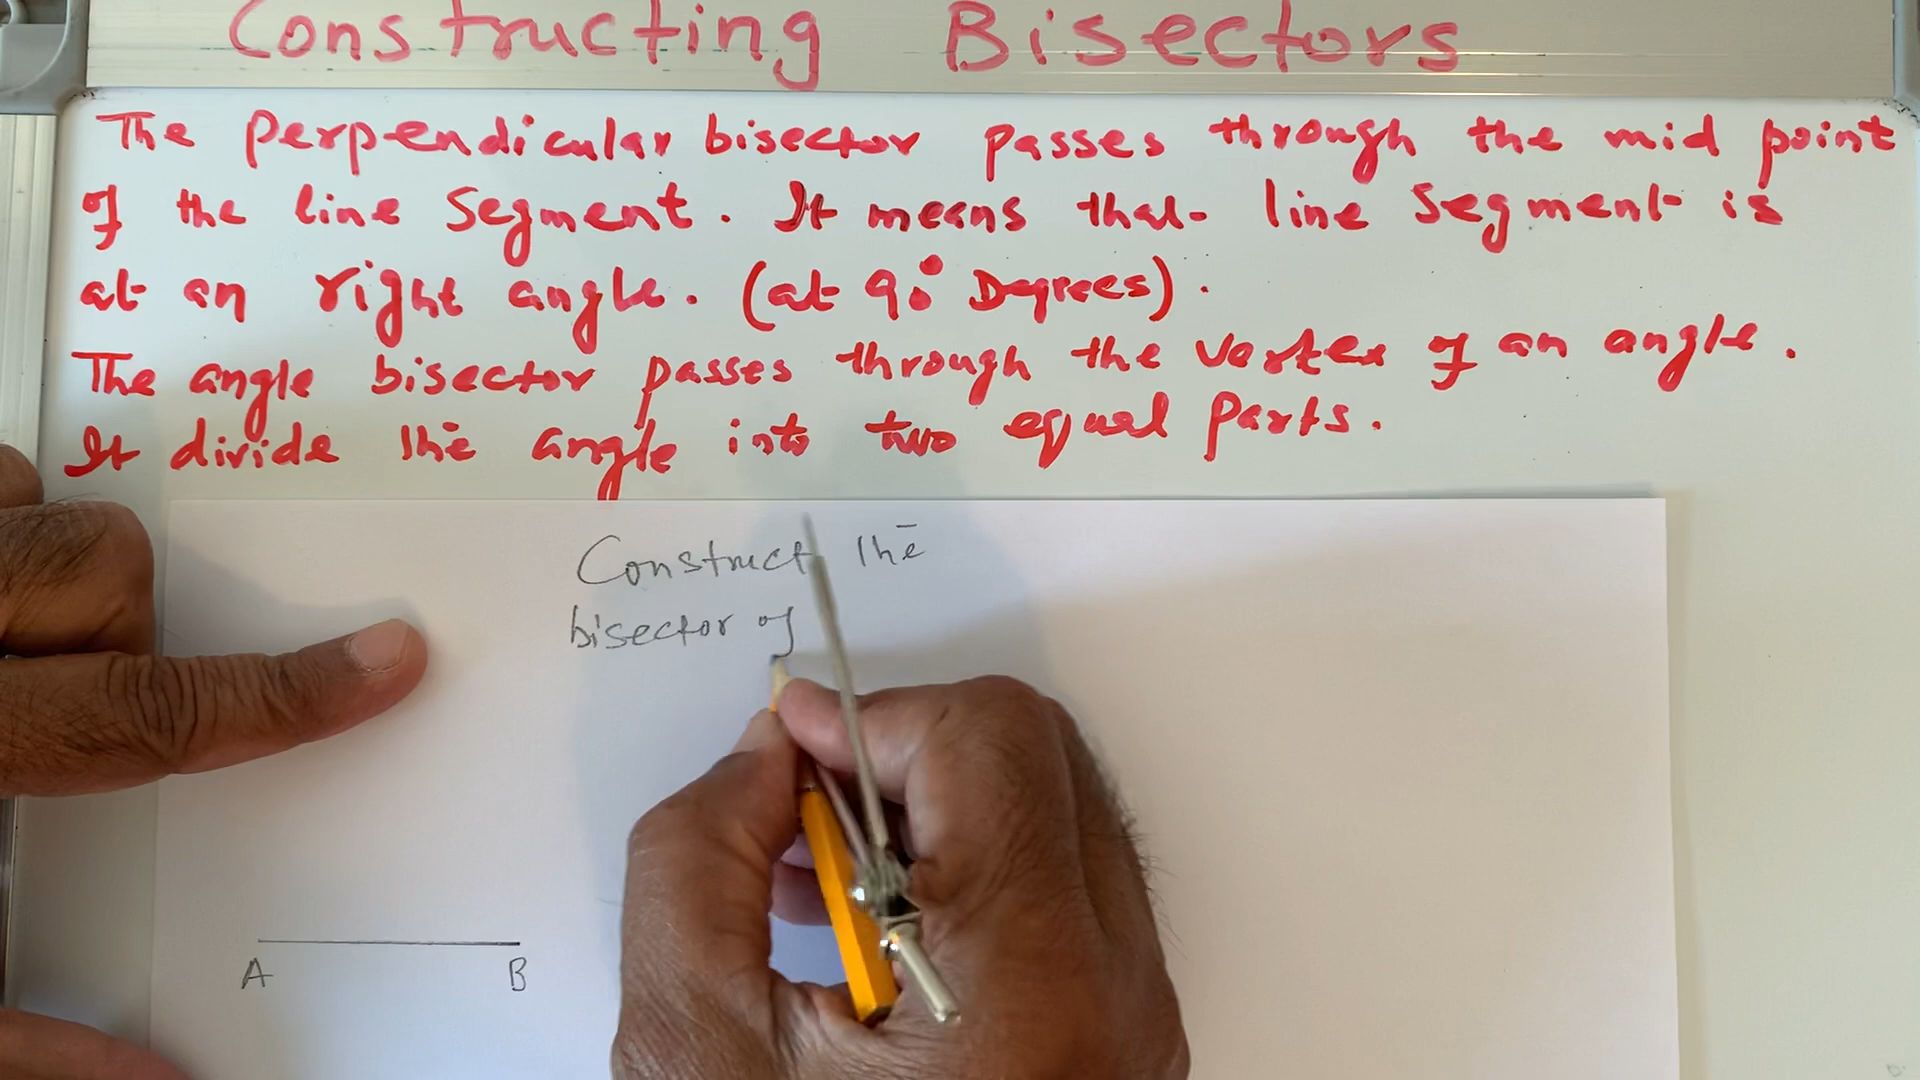 Constructing Bisectors
The perpendicular bisector passes through the mid point
of the line segment. It means that line segment is
at an right angle. (at 90° Degrees).
The angle bisector passes through the vertex of an angle.
It divide the angle into two equal parts.
Construct the
bisector of
A B